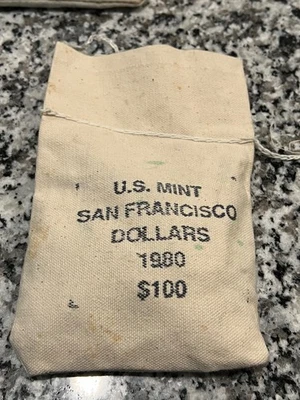 U.S. MINT
SAN FRANCISCO
DOLLARS
1980
$100